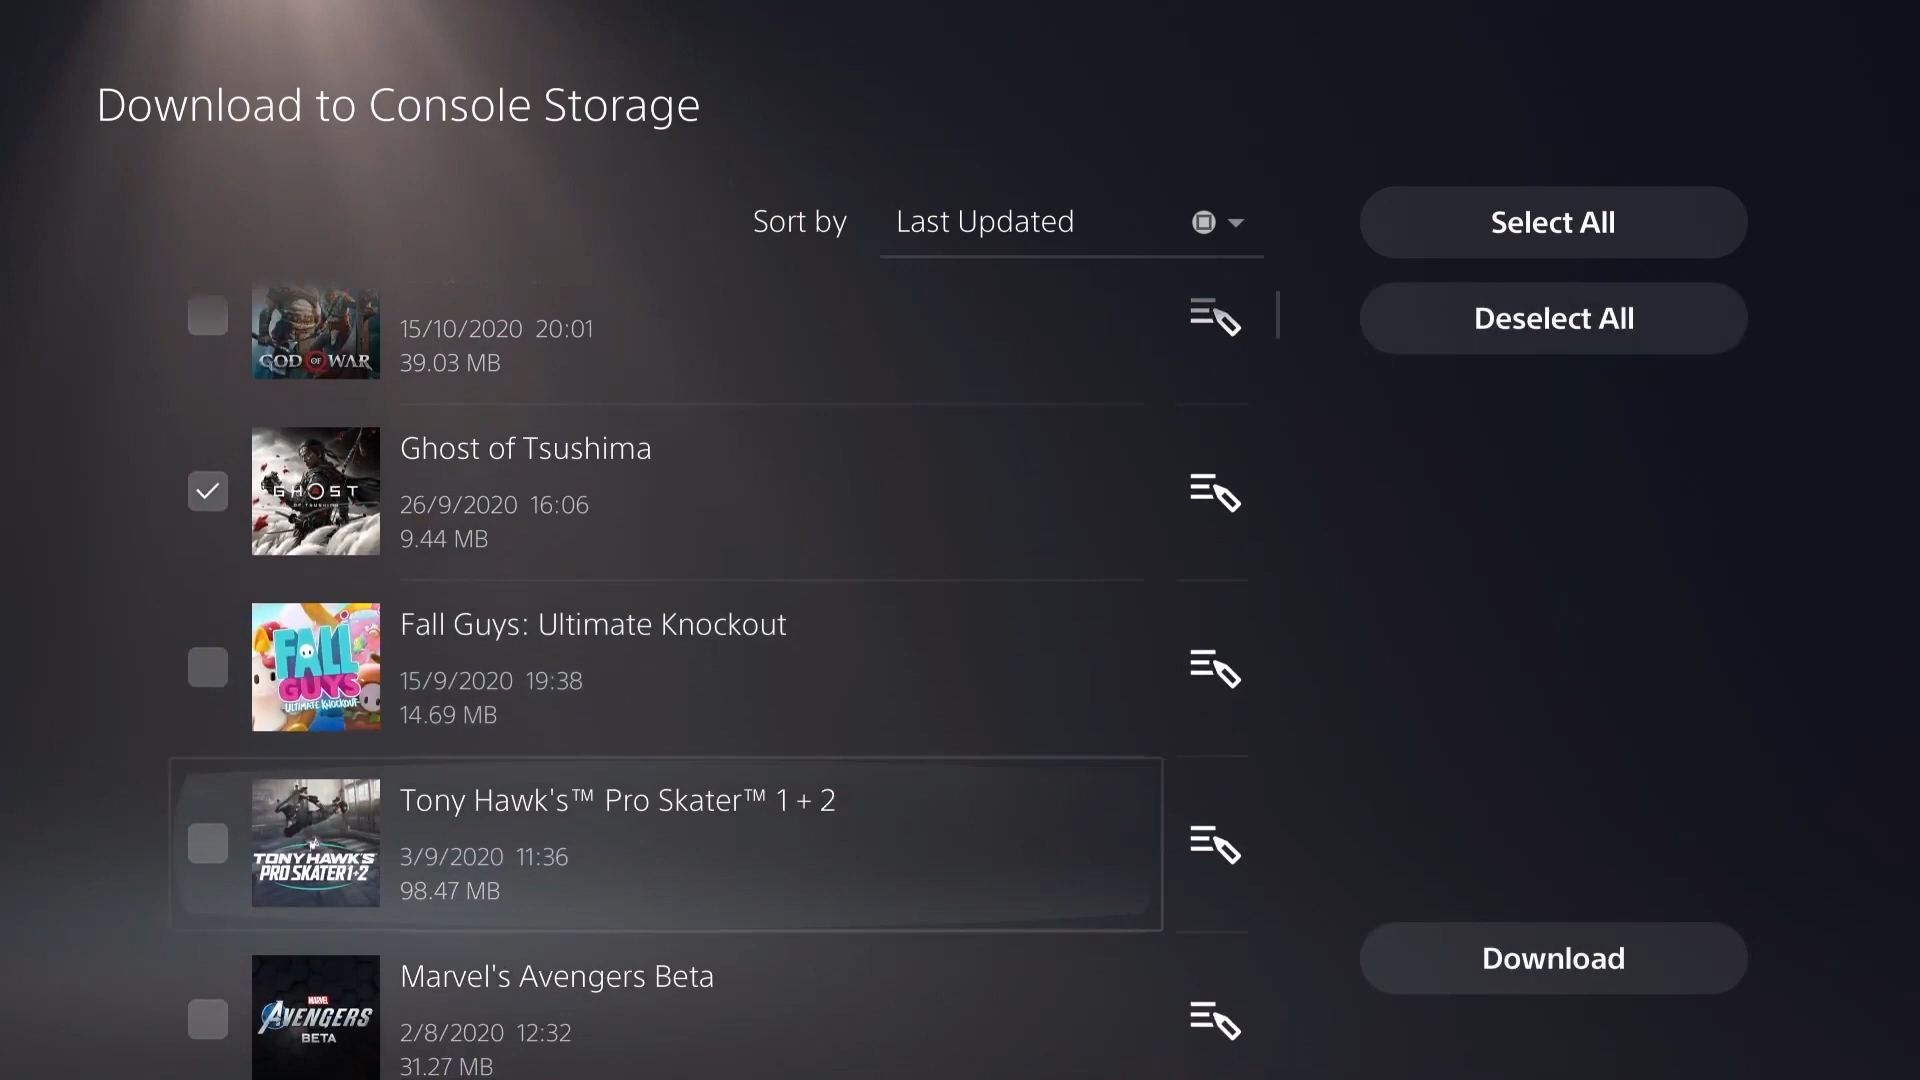 Download to Console Storage
Sort by Last Updated
Select All
Deselect All
GOD OF WAR
15/10/2020 20:01
39.03 MB
GHOST
OF TSUSHIMA
Ghost of Tsushima
26/9/2020 16:06
9.44 MB
FALL
GUYS
ULTIMATE KNOCKOUT
Fall Guys: Ultimate Knockout
15/9/2020 19:38
14.69 MB
TONY HAWK'S
PRO SKATER 1+2
Tony Hawk's™ Pro Skater™ 1 + 2
3/9/2020 11:36
98.47 MB
MARVEL
AVENGERS
BETA
Marvel's Avengers Beta
2/8/2020 12:32
31.27 MB
Download